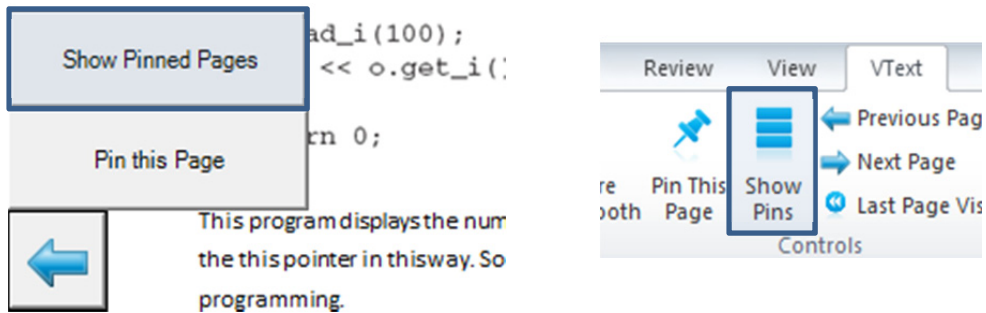 Show Pinned Pages
ad_i(100);
<< o.get_i()
rn 0;
Pin this Page
This program displays the num
the this pointer in this way. So
programming.
Review View VText
Pin This Page
Show Pins
Previous Pag
Next Page
Last Page Vis
re
ooth
Controls